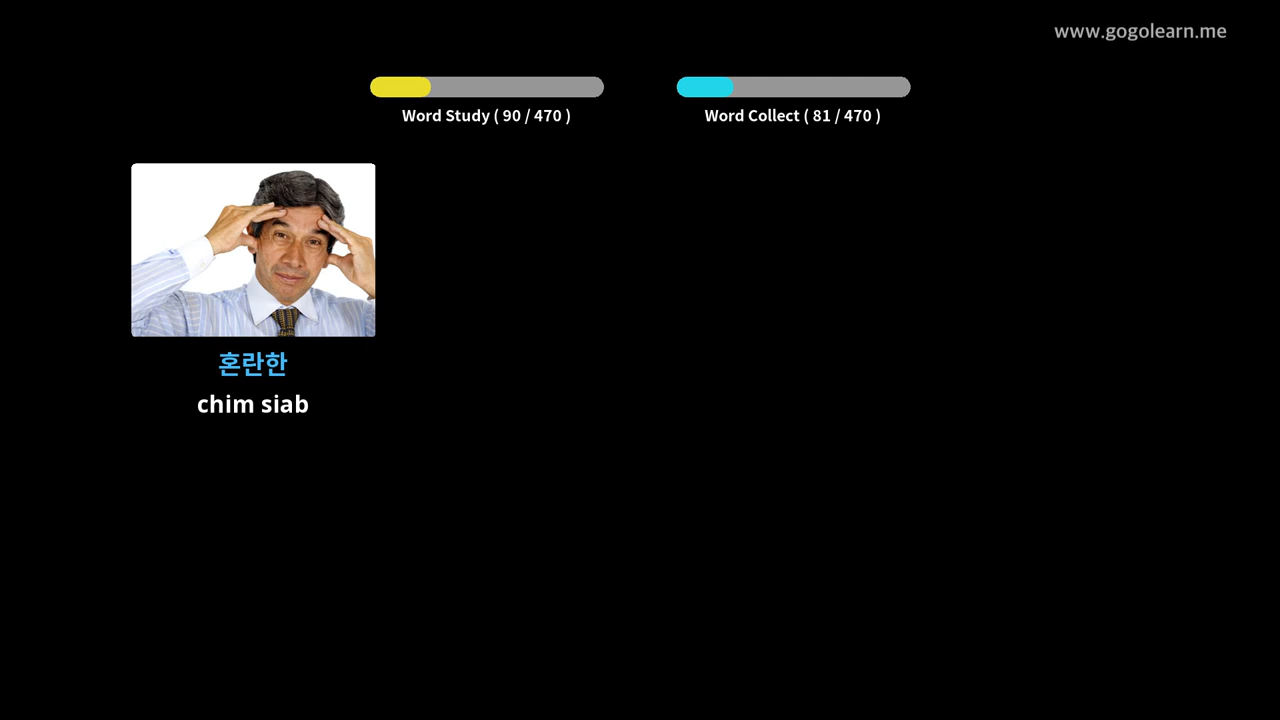 www.gogolearn.me
Word Study ( 90 / 470 )
Word Collect ( 81 / 470 )
혼란한
chim siab